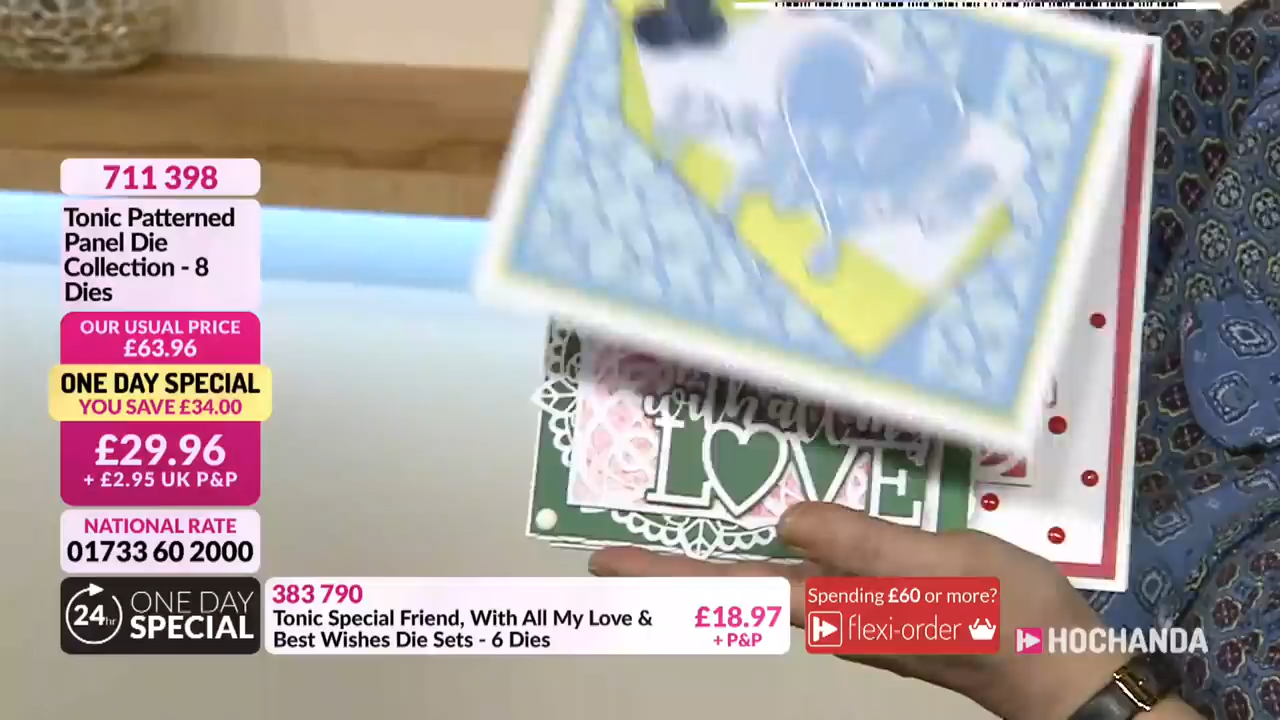 711 398
Tonic Patterned
Panel Die
Collection - 8
Dies
OUR USUAL PRICE
£63.96
ONE DAY SPECIAL
YOU SAVE £34.00
£29.96
+ £2.95 UK P&P
NATIONAL RATE
01733 60 2000
24hr
ONE DAY
SPECIAL
383 790
Tonic Special Friend, With All My Love &
Best Wishes Die Sets - 6 Dies
£18.97
+ P&P
Spending £60 or more?
flexi-order
HOCHANDA
with all my
LOVE